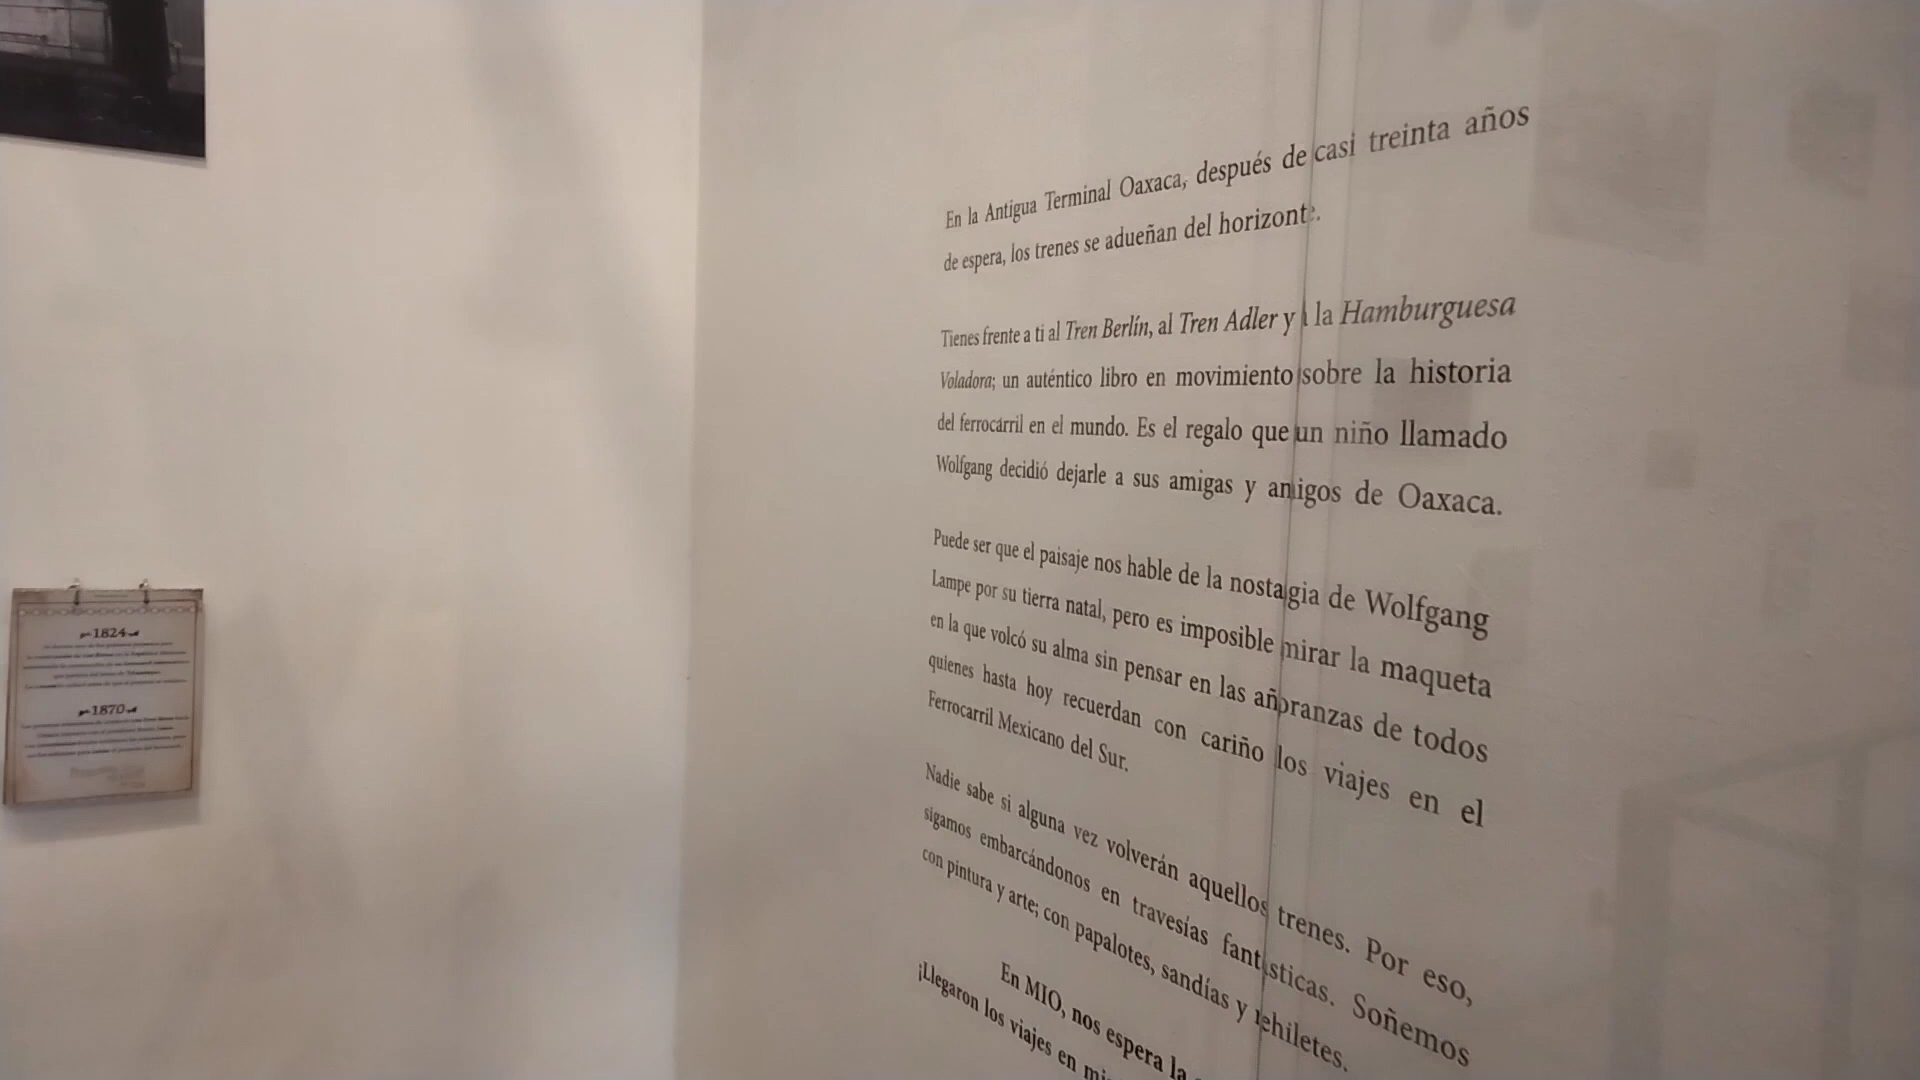 En la Antigua Terminal Oaxaca, después de casi treinta años
de espera, los trenes se adueñan del horizonte.
Tienes frente a ti al Tren Berlín, al Tren Adler y a la Hamburguesa
Voladora; un auténtico libro en movimiento sobre la historia
del ferrocárril en el mundo. Es el regalo que un niño llamado
Wolfgang decidió dejarle a sus amigas y amigos de Oaxaca.
Puede ser que el paisaje nos hable de la nostalgia de Wolfgang
Lampe por su tierra natal, pero es imposible mirar la maqueta
en la que volcó su alma sin pensar en las añoranzas de todos
quienes hasta hoy recuerdan con cariño los viajes en el
Ferrocarril Mexicano del Sur.
Nadie sabe si alguna vez volverán aquellos trenes. Por eso,
sigamos embarcándonos en travesías fantásticas. Soñemos
con pintura y arte; con papalotes, sandías y rehiletes.
En MIO, nos espera la
¡Llegaron los viajes en
1824
1870